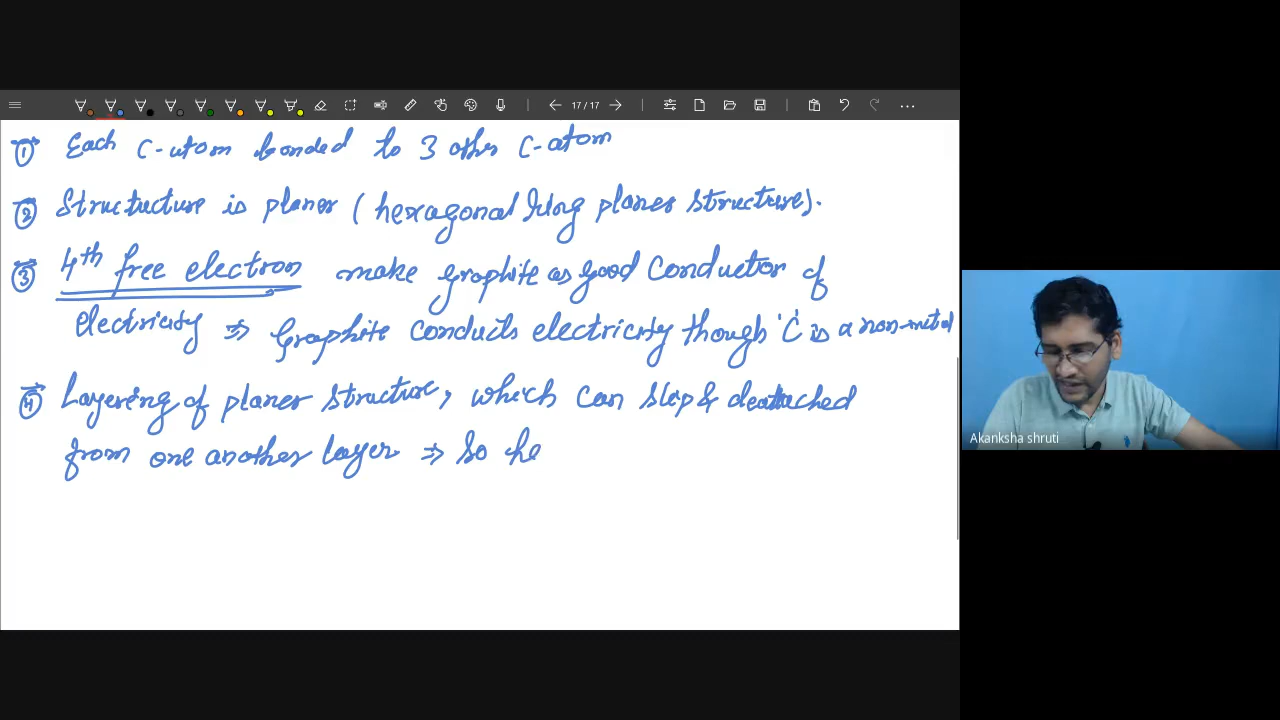 17 / 17
① Each C-atom bonded to 3 other C-atom
② Structucture is planer (hexagonal Ring planer structure).
③ 4th free electron make graphite as good Conductor of
electricity ⇒ Graphite conducts electricity though 'C' is a non-metal
④ Layering of planer structure, which can slip & deattached
from one another layer ⇒ So he
Akanksha shruti